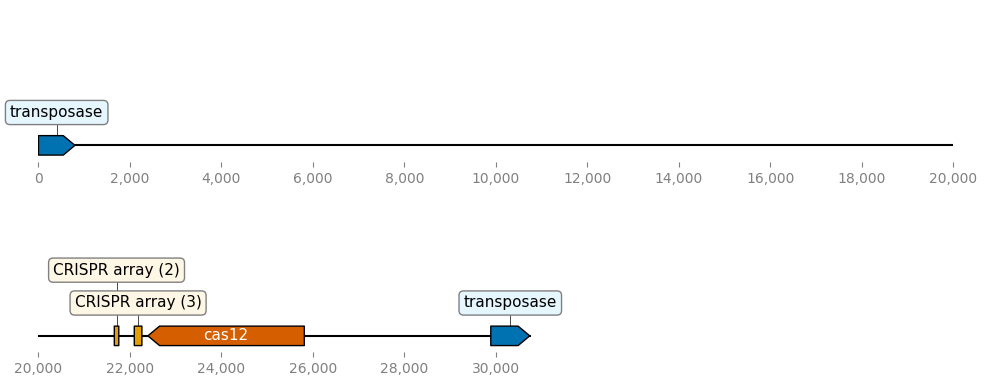 transposase
0 2,000 4,000 6,000 8,000 10,000 12,000 14,000 16,000 18,000 20,000
CRISPR array (2)
CRISPR array (3) transposase
cas12
20,000 22,000 24,000 26,000 28,000 30,000